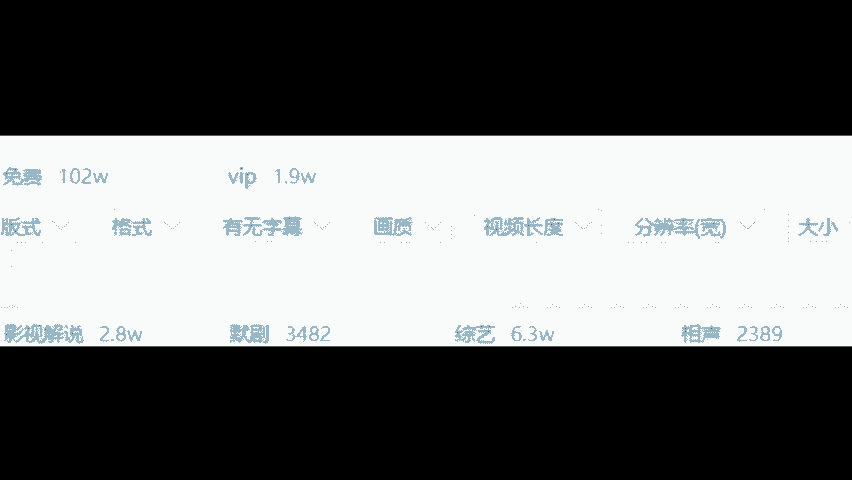 免费 102w vip 1.9w
版式 格式 有无字幕 画质 视频长度 分辨率(宽) 大小
影视解说 2.8w 默剧 3482 综艺 6.3w 相声 2389